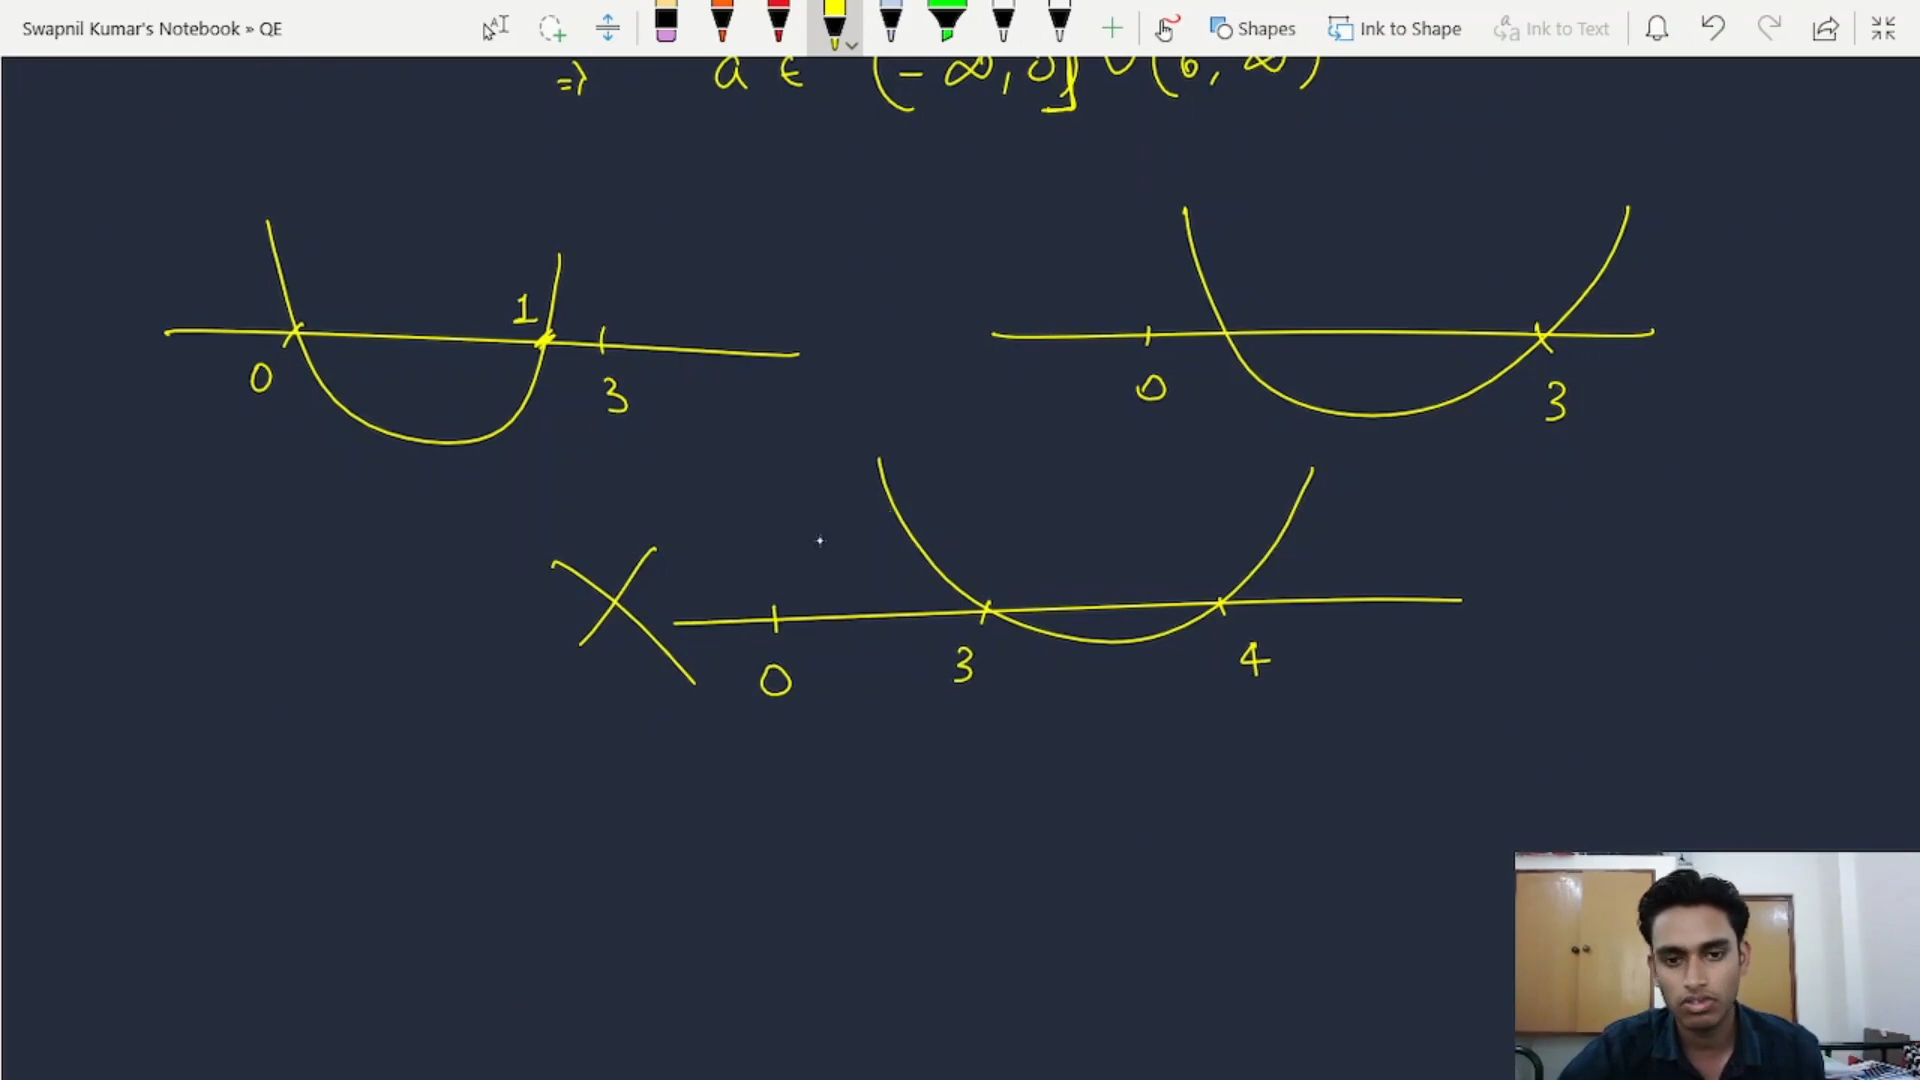 Swapnil Kumar's Notebook » QE
Shapes
Ink to Shape
Ink to Text
=> a ∈ (-∞, 0] ∪ (6, ∞)
1
0
3
0
3
0
3
4